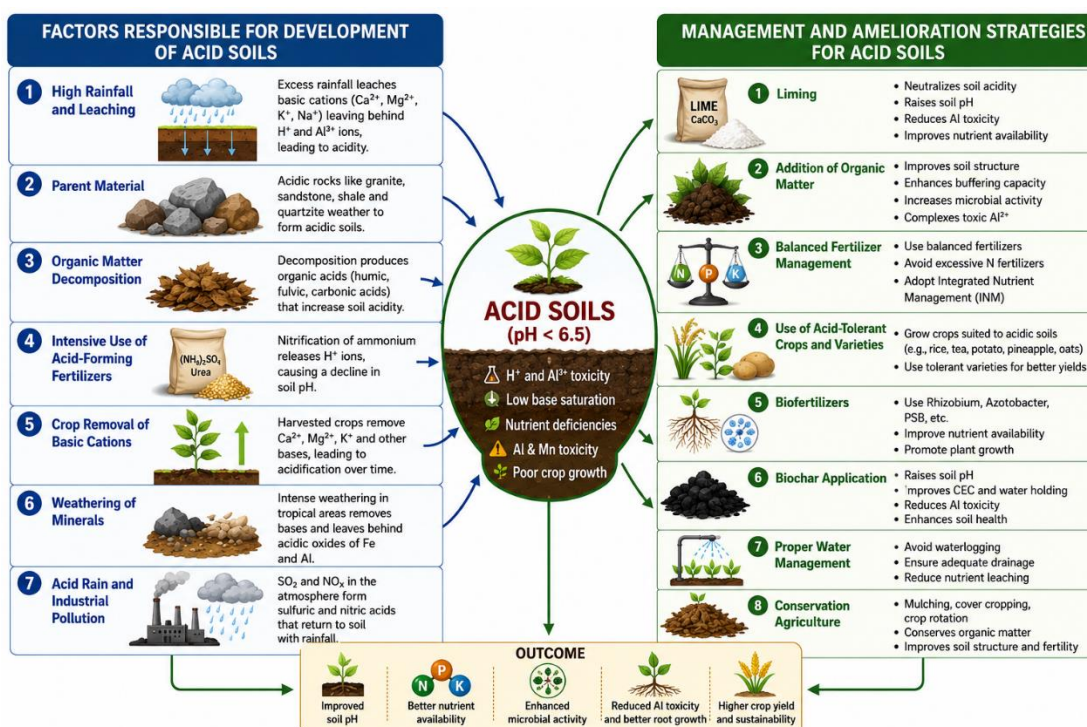 FACTORS RESPONSIBLE FOR DEVELOPMENT
OF ACID SOILS
1
High Rainfall
and Leaching
Excess rainfall leaches
basic cations (Ca²⁺, Mg²⁺,
K⁺, Na⁺) leaving behind
H⁺ and Al³⁺ ions,
leading to acidity.
2
Parent Material
Acidic rocks like granite,
sandstone, shale and
quartzite weather to
form acidic soils.
3
Organic Matter
Decomposition
Decomposition produces
organic acids (humic,
fulvic, carbonic acids)
that increase soil acidity.
4
Intensive Use of
Acid-Forming
Fertilizers
(NH₄)₂SO₄
Urea
Nitrification of ammonium
releases H⁺ ions,
causing a decline in
soil pH.
5
Crop Removal of
Basic Cations
Harvested crops remove
Ca²⁺, Mg²⁺, K⁺ and other
bases, leading to
acidification over time.
6
Weathering of
Minerals
Intense weathering in
tropical areas removes
bases and leaves behind
acidic oxides of Fe
and Al.
7
Acid Rain and
Industrial
Pollution
SO₂ and NOₓ in the
atmosphere form
sulfuric and nitric acids
that return to soil
with rainfall.
ACID SOILS
(pH < 6.5)
H⁺ and Al³⁺ toxicity
Low base saturation
Nutrient deficiencies
Al & Mn toxicity
Poor crop growth
MANAGEMENT AND AMELIORATION STRATEGIES
FOR ACID SOILS
LIME
CaCO₃
1
Liming
• Neutralizes soil acidity
• Raises soil pH
• Reduces Al toxicity
• Improves nutrient availability
2
Addition of Organic
Matter
• Improves soil structure
• Enhances buffering capacity
• Increases microbial activity
• Complexes toxic Al²⁺
N P K
3
Balanced Fertilizer
Management
• Use balanced fertilizers
• Avoid excessive N fertilizers
• Adopt Integrated Nutrient
Management (INM)
4
Use of Acid-Tolerant
Crops and Varieties
• Grow crops suited to acidic soils
(e.g., rice, tea, potato, pineapple, oats)
• Use tolerant varieties for better yields
5
Biofertilizers
• Use Rhizobium, Azotobacter,
PSB, etc.
• Improve nutrient availability
• Promote plant growth
6
Biochar Application
• Raises soil pH
• Improves CEC and water holding
• Reduces Al toxicity
• Enhances soil health
7
Proper Water
Management
• Avoid waterlogging
• Ensure adequate drainage
• Reduce nutrient leaching
8
Conservation
Agriculture
• Mulching, cover cropping,
crop rotation
• Conserves organic matter
• Improves soil structure and fertility
OUTCOME
Improved
soil pH
N P K
Better nutrient
availability
Enhanced
microbial activity
Reduced Al toxicity
and better root growth
Higher crop yield
and sustainability